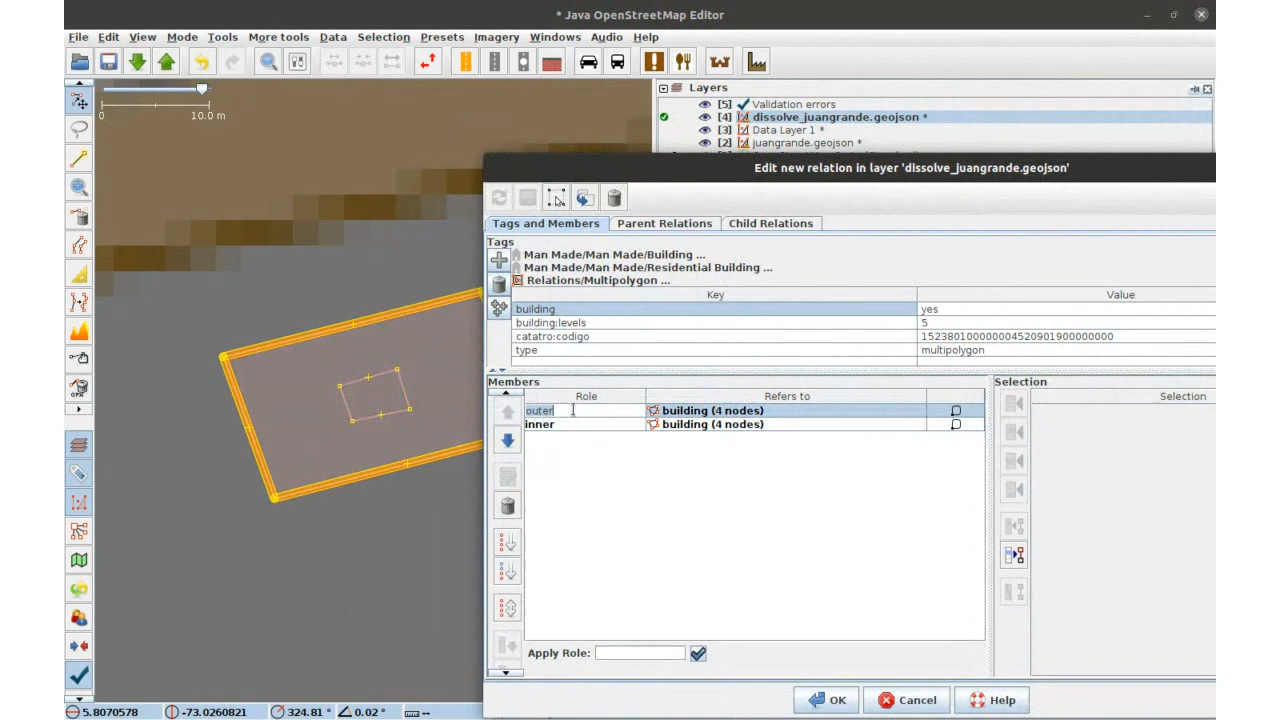 * Java OpenStreetMap Editor
File Edit View Mode Tools More tools Data Selection Presets Imagery Windows Audio Help
0 10.0 m
Layers
[5] Validation errors
[4] dissolve_juangrande.geojson *
[3] Data Layer 1 *
[2] juangrande.geojson *
Edit new relation in layer 'dissolve_juangrande.geojson'
Tags and Members Parent Relations Child Relations
Tags
Man Made/Man Made/Building ...
Man Made/Man Made/Residential Building ...
Relations/Multipolygon ...
Key Value
building yes
building:levels 5
catatro:codigo 152380100000004520901900000000
type multipolygon
Members Selection
Role Refers to Selection
outer building (4 nodes)
inner building (4 nodes)
Apply Role:
OK Cancel Help
5.8070578 -73.0260821 324.81 ° 0.02 ° --